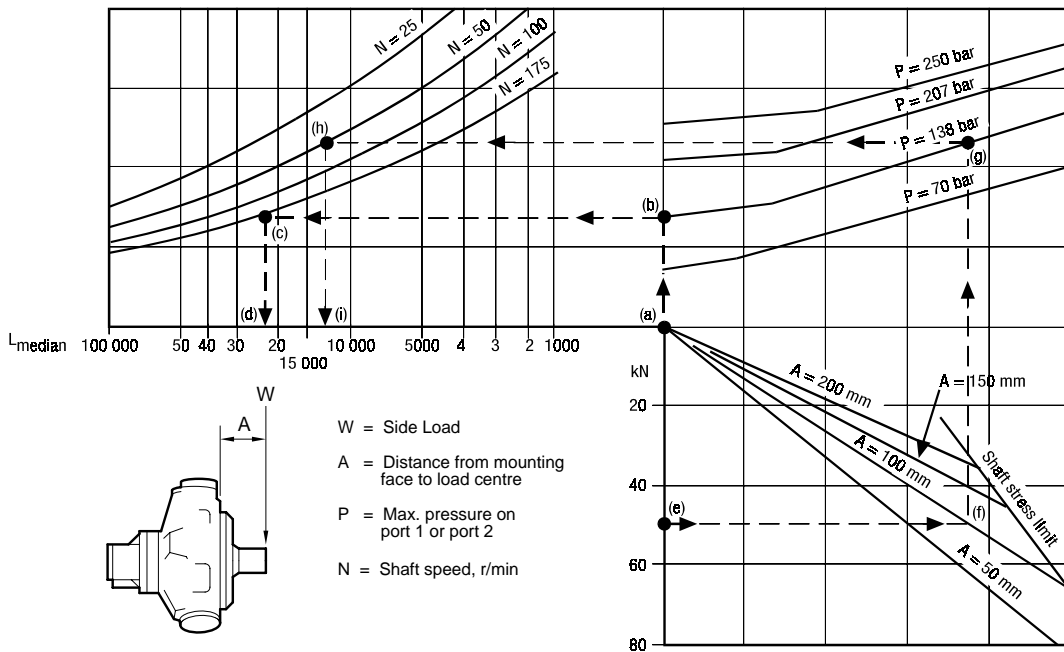 N = 25
N = 50
N = 100
N = 175
P = 250 bar
P = 207 bar
P = 138 bar
P = 70 bar
(h)
(g)
(b)
(c)
(d)
(i)
(a)
Lmedian 100 000 50 40 30 20 10 000 5000 4 3 2 1000
15 000
kN
20
40
60
80
A = 200 mm
A = 150 mm
A = 100 mm
A = 50 mm
Shaft stress limit
(e)
(f)
W
A
W = Side Load
A = Distance from mounting
face to load centre
P = Max. pressure on
port 1 or port 2
N = Shaft speed, r/min